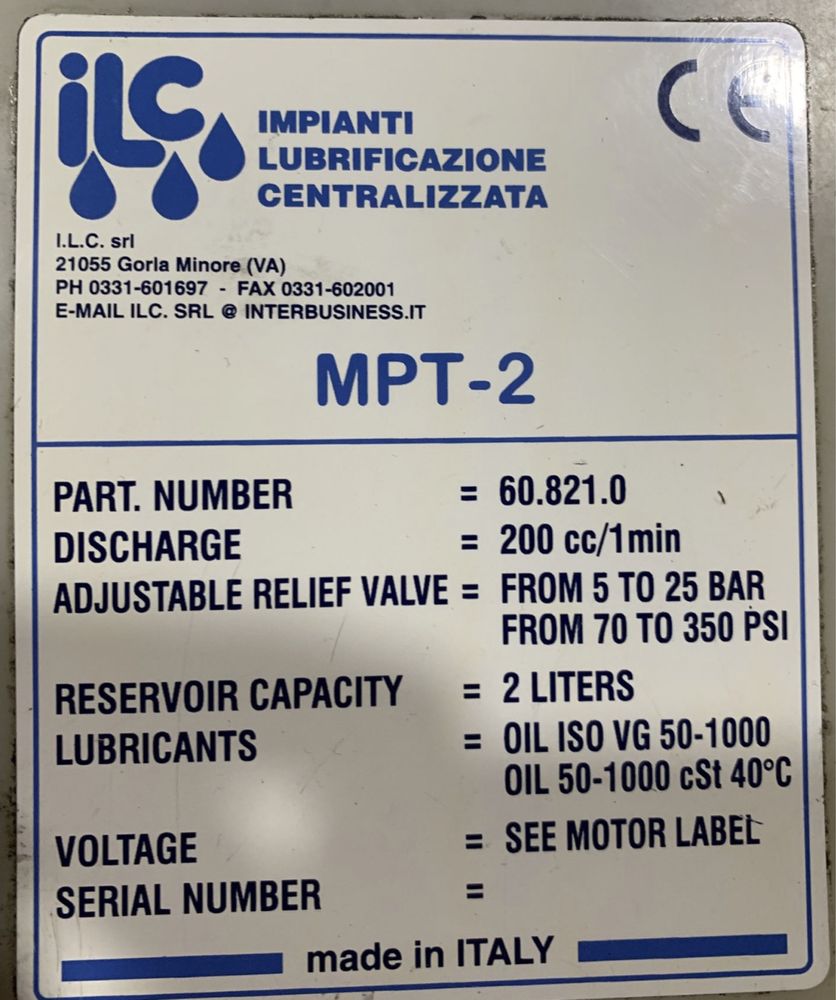 iLC
IMPIANTI
LUBRIFICAZIONE
CENTRALIZZATA
CE
I.L.C. srl
21055 Gorla Minore (VA)
PH 0331-601697 - FAX 0331-602001
E-MAIL ILC. SRL @ INTERBUSINESS.IT
MPT-2
PART. NUMBER = 60.821.0
DISCHARGE = 200 cc/1min
ADJUSTABLE RELIEF VALVE = FROM 5 TO 25 BAR
FROM 70 TO 350 PSI
RESERVOIR CAPACITY = 2 LITERS
LUBRICANTS = OIL ISO VG 50-1000
OIL 50-1000 cSt 40°C
VOLTAGE = SEE MOTOR LABEL
SERIAL NUMBER =
made in ITALY